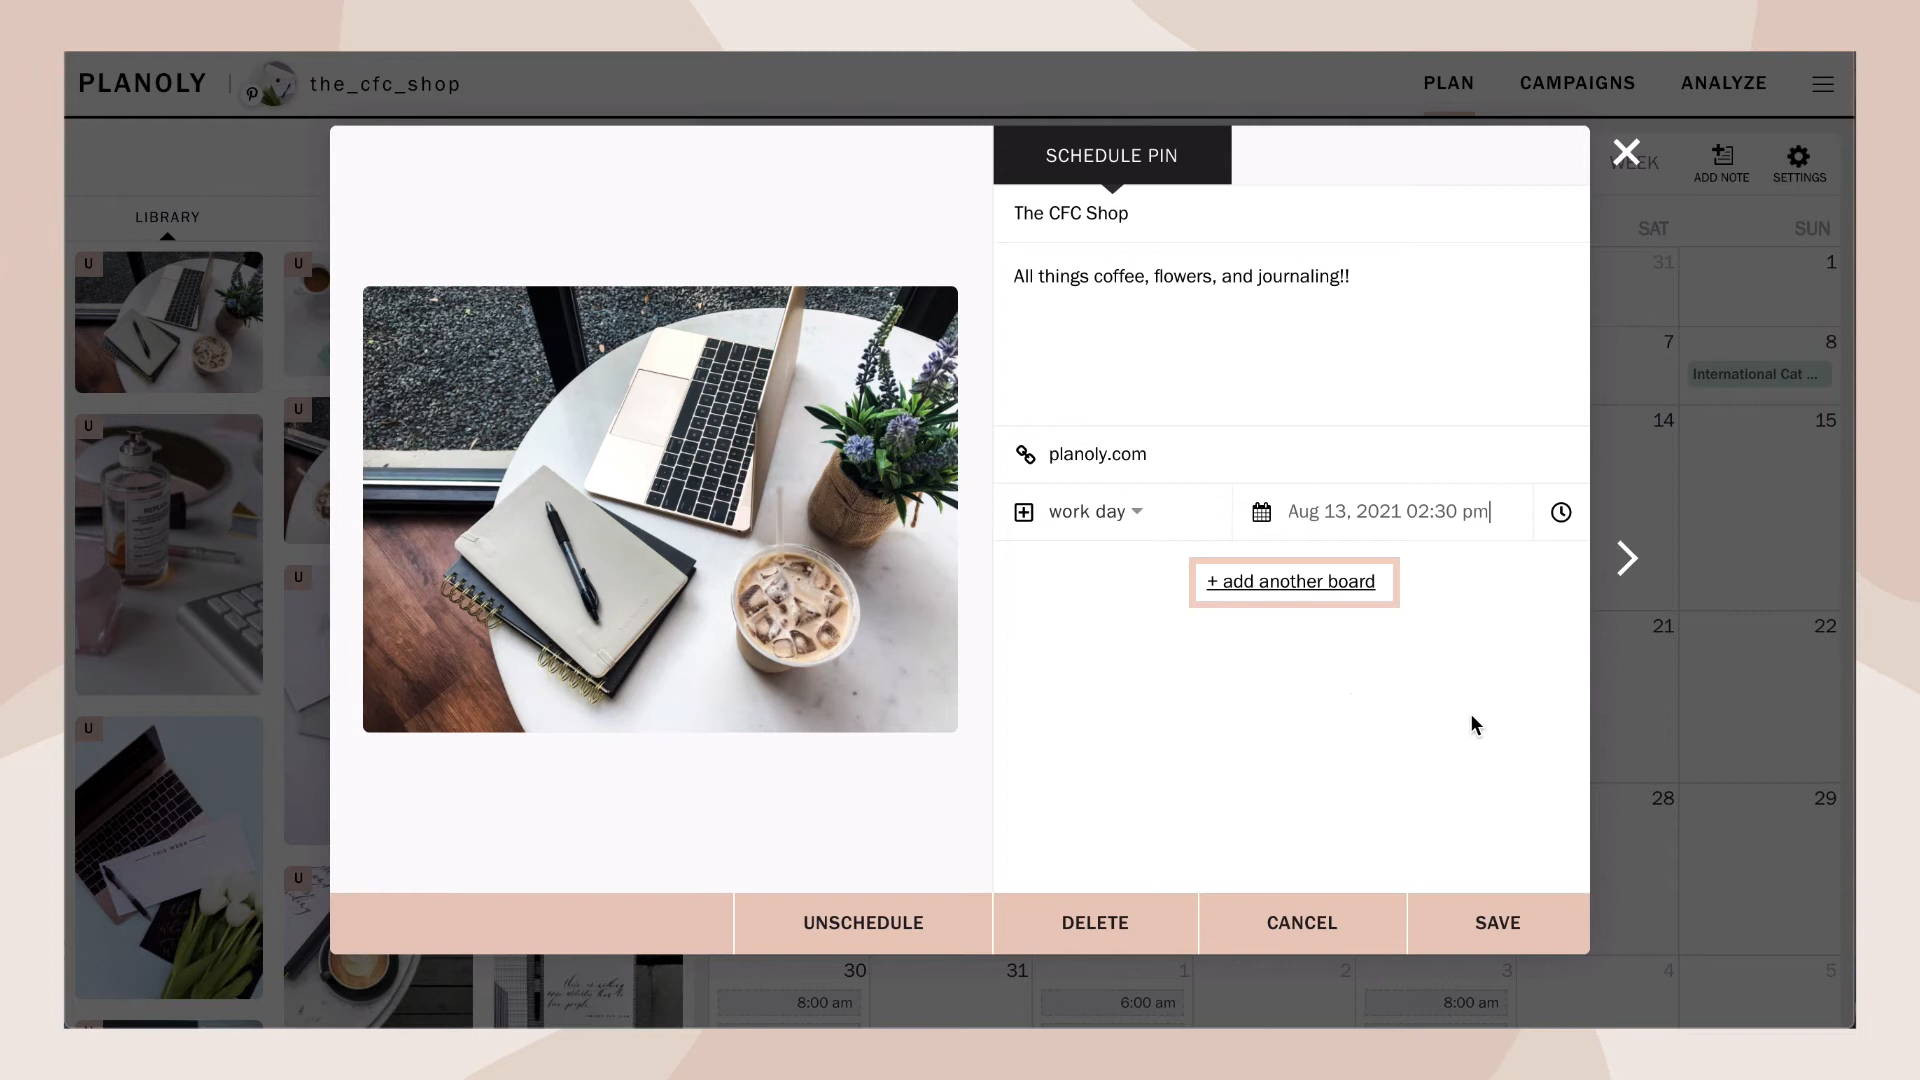 PLANOLY
the_cfc_shop
PLAN
CAMPAIGNS
ANALYZE
WEEK
ADD NOTE
SETTINGS
LIBRARY
SAT
SUN
U
U
U
U
U
U
U
THIS WEEK
SCHEDULE PIN
The CFC Shop
All things coffee, flowers, and journaling!!
planoly.com
work day
Aug 13, 2021 02:30 pm
+ add another board
UNSCHEDULE
DELETE
CANCEL
SAVE
31
1
7
8
International Cat ...
14
15
21
22
28
29
30
31
1
2
3
4
5
8:00 am
6:00 am
8:00 am